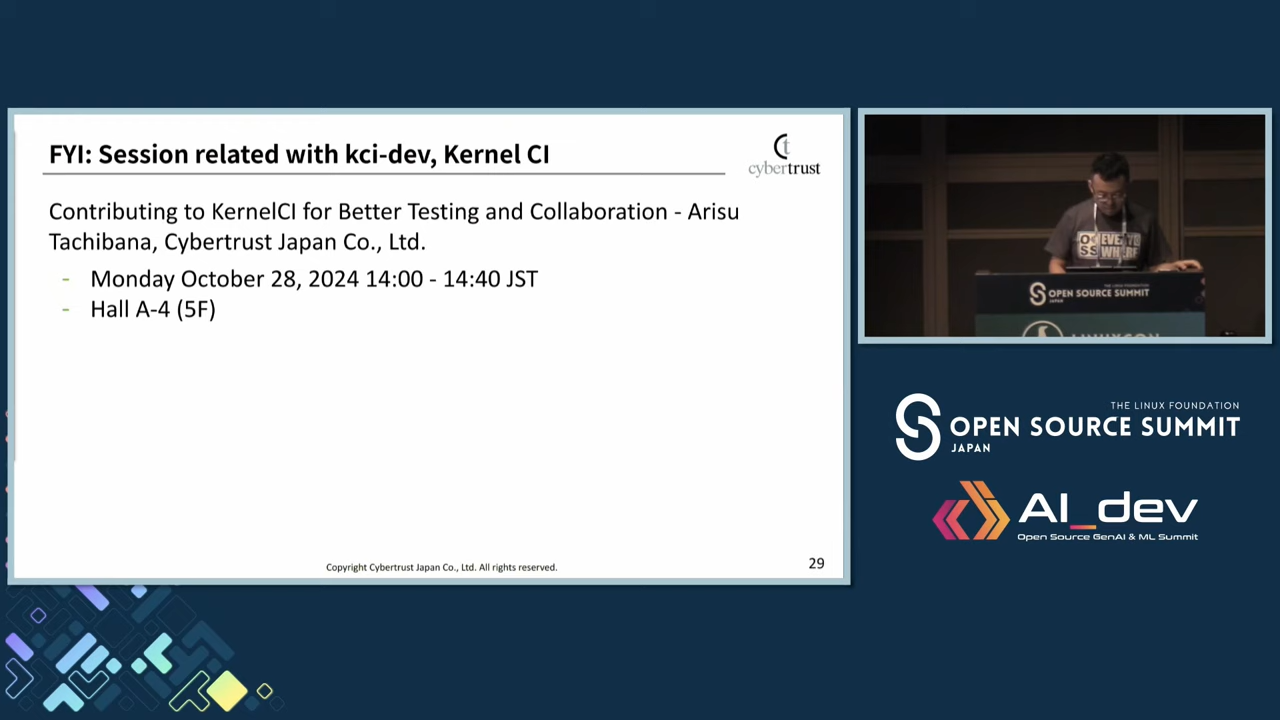 FYI: Session related with kci-dev, Kernel CI
cybertrust
Contributing to KernelCI for Better Testing and Collaboration - Arisu
Tachibana, Cybertrust Japan Co., Ltd.
- Monday October 28, 2024 14:00 - 14:40 JST
- Hall A-4 (5F)
Copyright Cybertrust Japan Co., Ltd. All rights reserved.
29
OPEN SOURCE SUMMIT
JAPAN
LINUXCON
THE LINUX FOUNDATION
OPEN SOURCE SUMMIT
JAPAN
AI_dev
Open Source GenAI & ML Summit